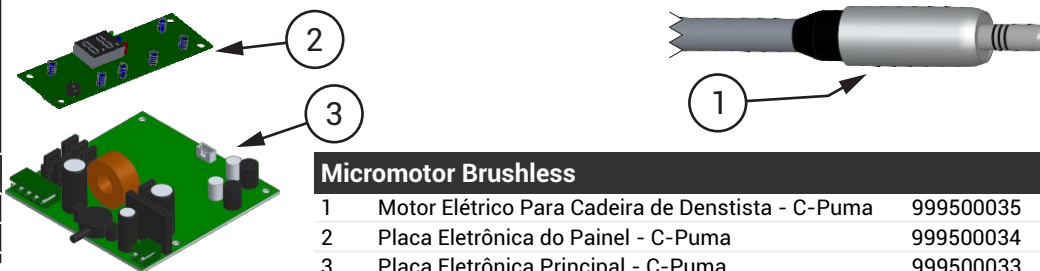 2
1
3
Micromotor Brushless
1 Motor Elétrico Para Cadeira de Denstista - C-Puma 999500035
2 Placa Eletrônica do Painel - C-Puma 999500034
3 Placa Eletrônica Principal - C-Puma 999500033